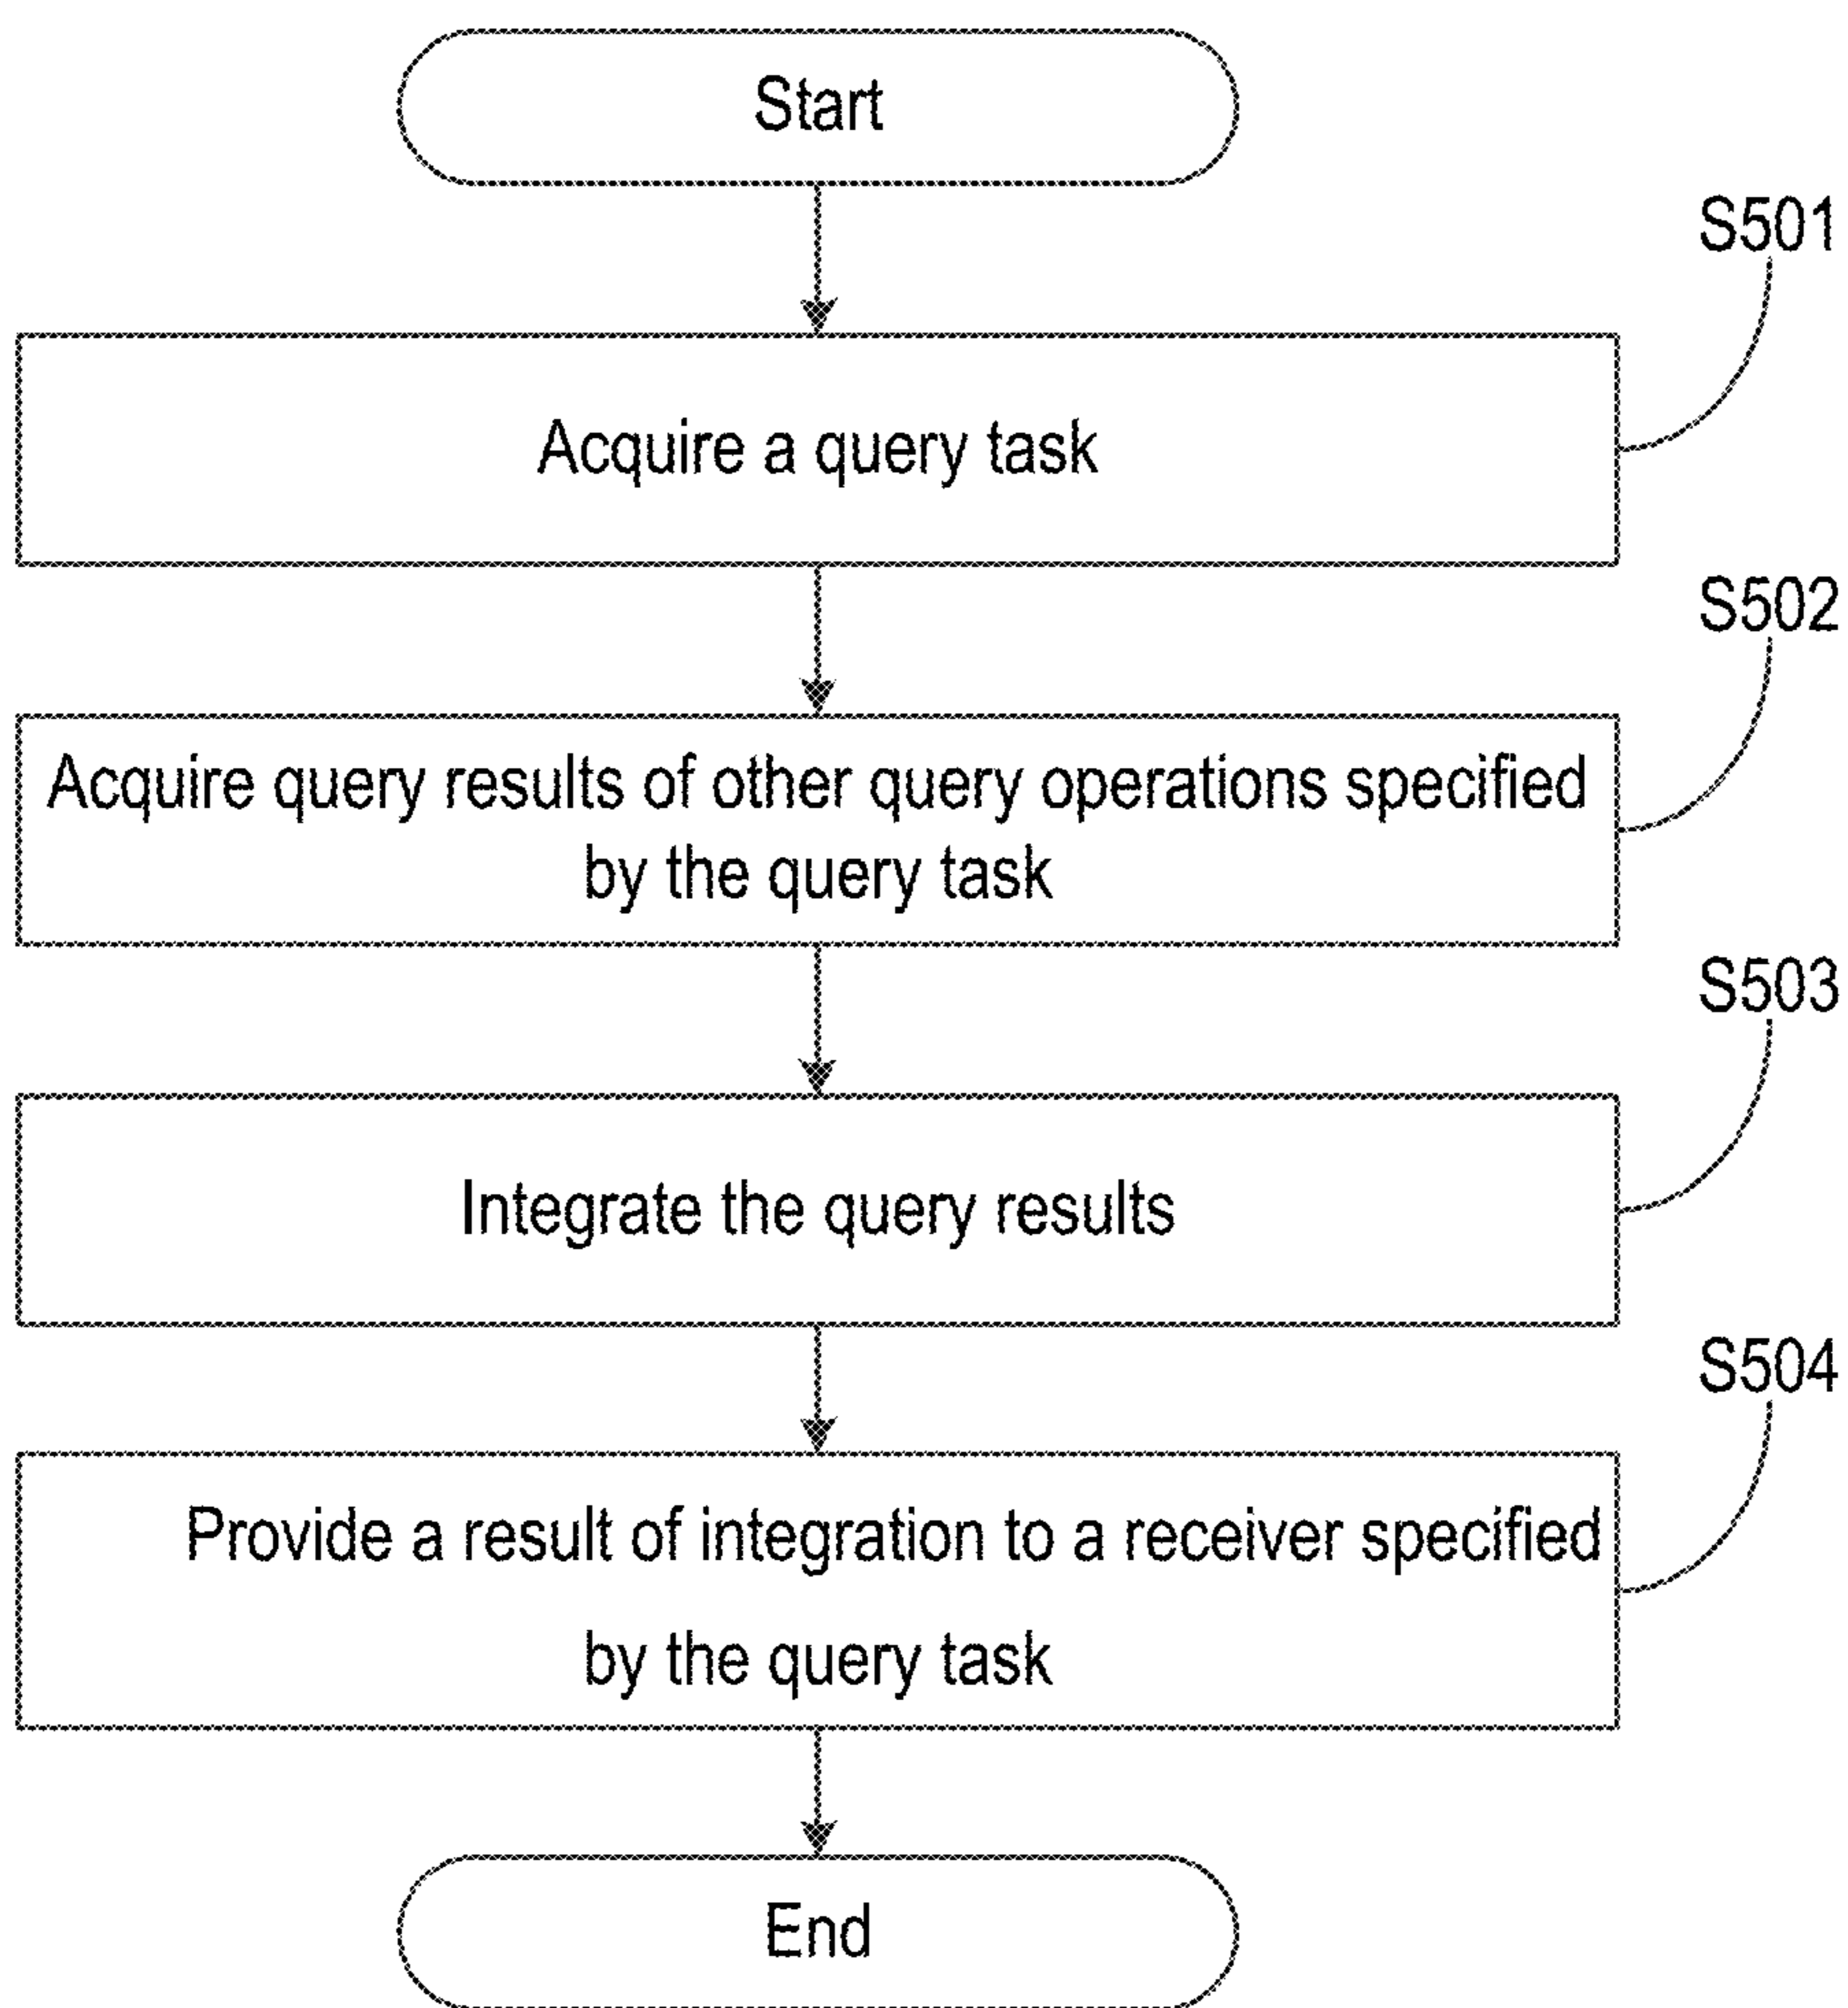 Start
S501
Acquire a query task
S502
Acquire query results of other query operations specified
by the query task
S503
Integrate the query results
S504
Provide a result of integration to a receiver specified
by the query task
End